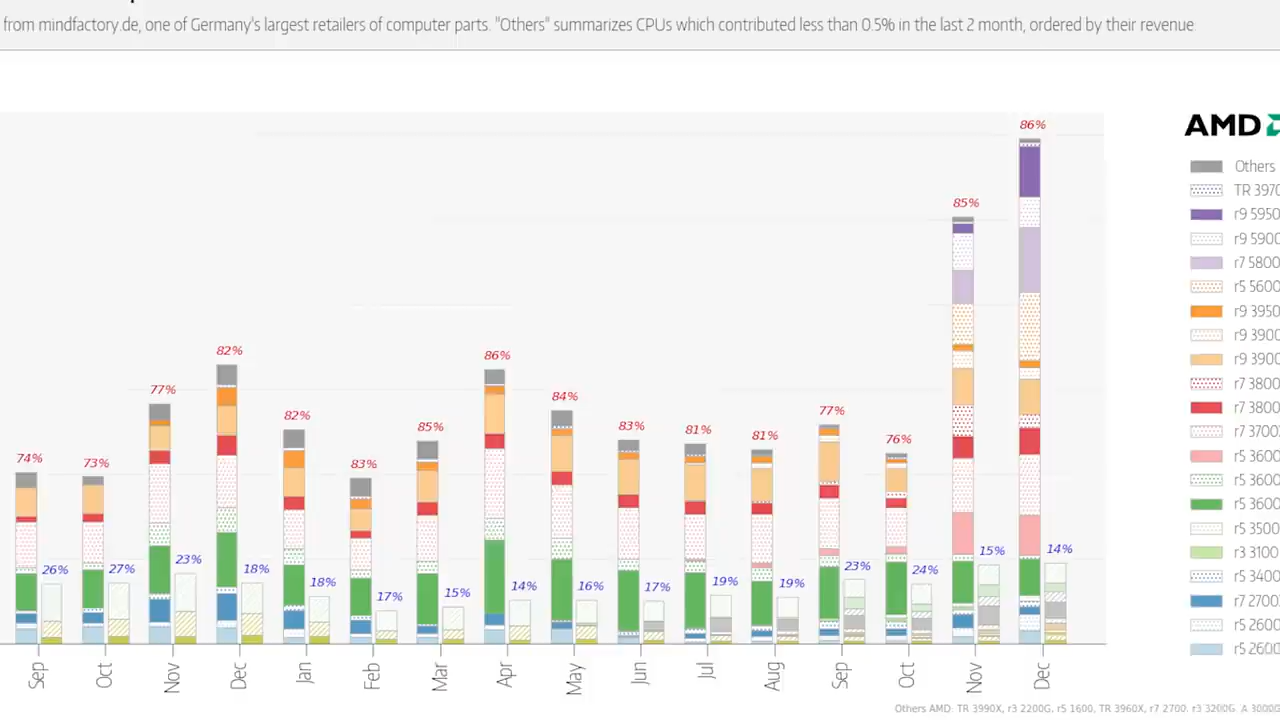 from mindfactory.de, one of Germany's largest retailers of computer parts. "Others" summarizes CPUs which contributed less than 0.5% in the last 2 month, ordered by their revenue
AMD
86%
85%
82%
86%
77%
82%
85%
84%
83%
83%
81%
81%
77%
76%
74%
73%
26%
27%
23%
18%
18%
17%
15%
14%
16%
17%
19%
19%
23%
24%
15%
14%
Others
TR 3970
r9 5950
r9 5900
r7 5800
r5 5600
r9 3950
r9 3900
r9 3900
r7 3800
r7 3800
r7 3700
r5 3600
r5 3600
r5 3600
r5 3500
r3 3100
r5 3400
r7 2700
r5 2600
r5 2600
Sep Oct Nov Dec Jan Feb Mar Apr May Jun Jul Aug Sep Oct Nov Dec
Others AMD: TR 3990X, r3 2200G, r5 1600, TR 3960X, r7 2700, r3 3200G, A 3000G